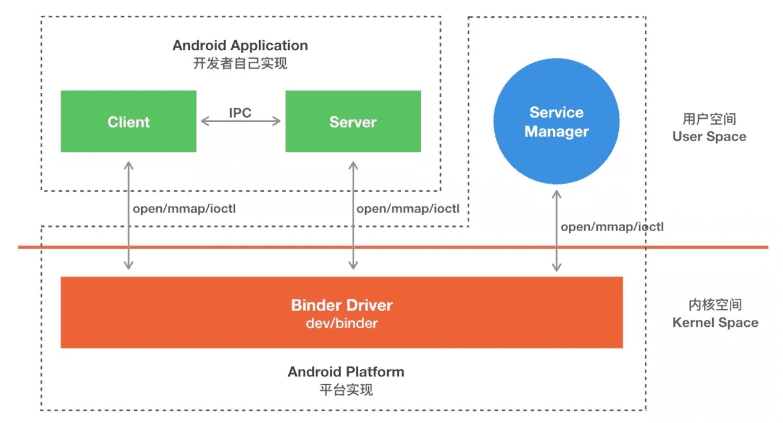 Android Application
开发者自己实现
Client
IPC
Server
Service
Manager
用户空间
User Space
open/mmap/ioctl
open/mmap/ioctl
open/mmap/ioctl
Binder Driver
dev/binder
内核空间
Kernel Space
Android Platform
平台实现